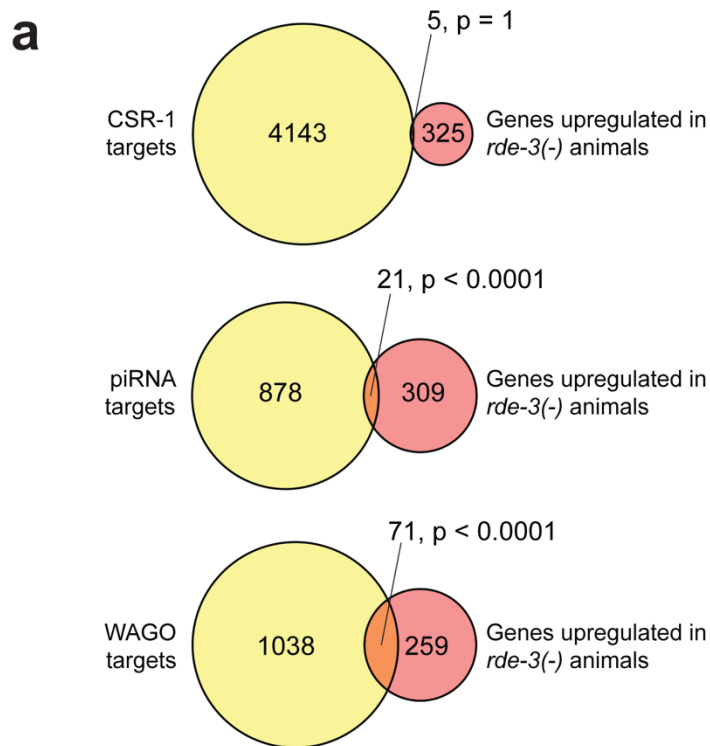 a
5, p = 1
CSR-1
targets
4143
325
Genes upregulated in
rde-3(-) animals
21, p < 0.0001
piRNA
targets
878
309
Genes upregulated in
rde-3(-) animals
71, p < 0.0001
WAGO
targets
1038
259
Genes upregulated in
rde-3(-) animals